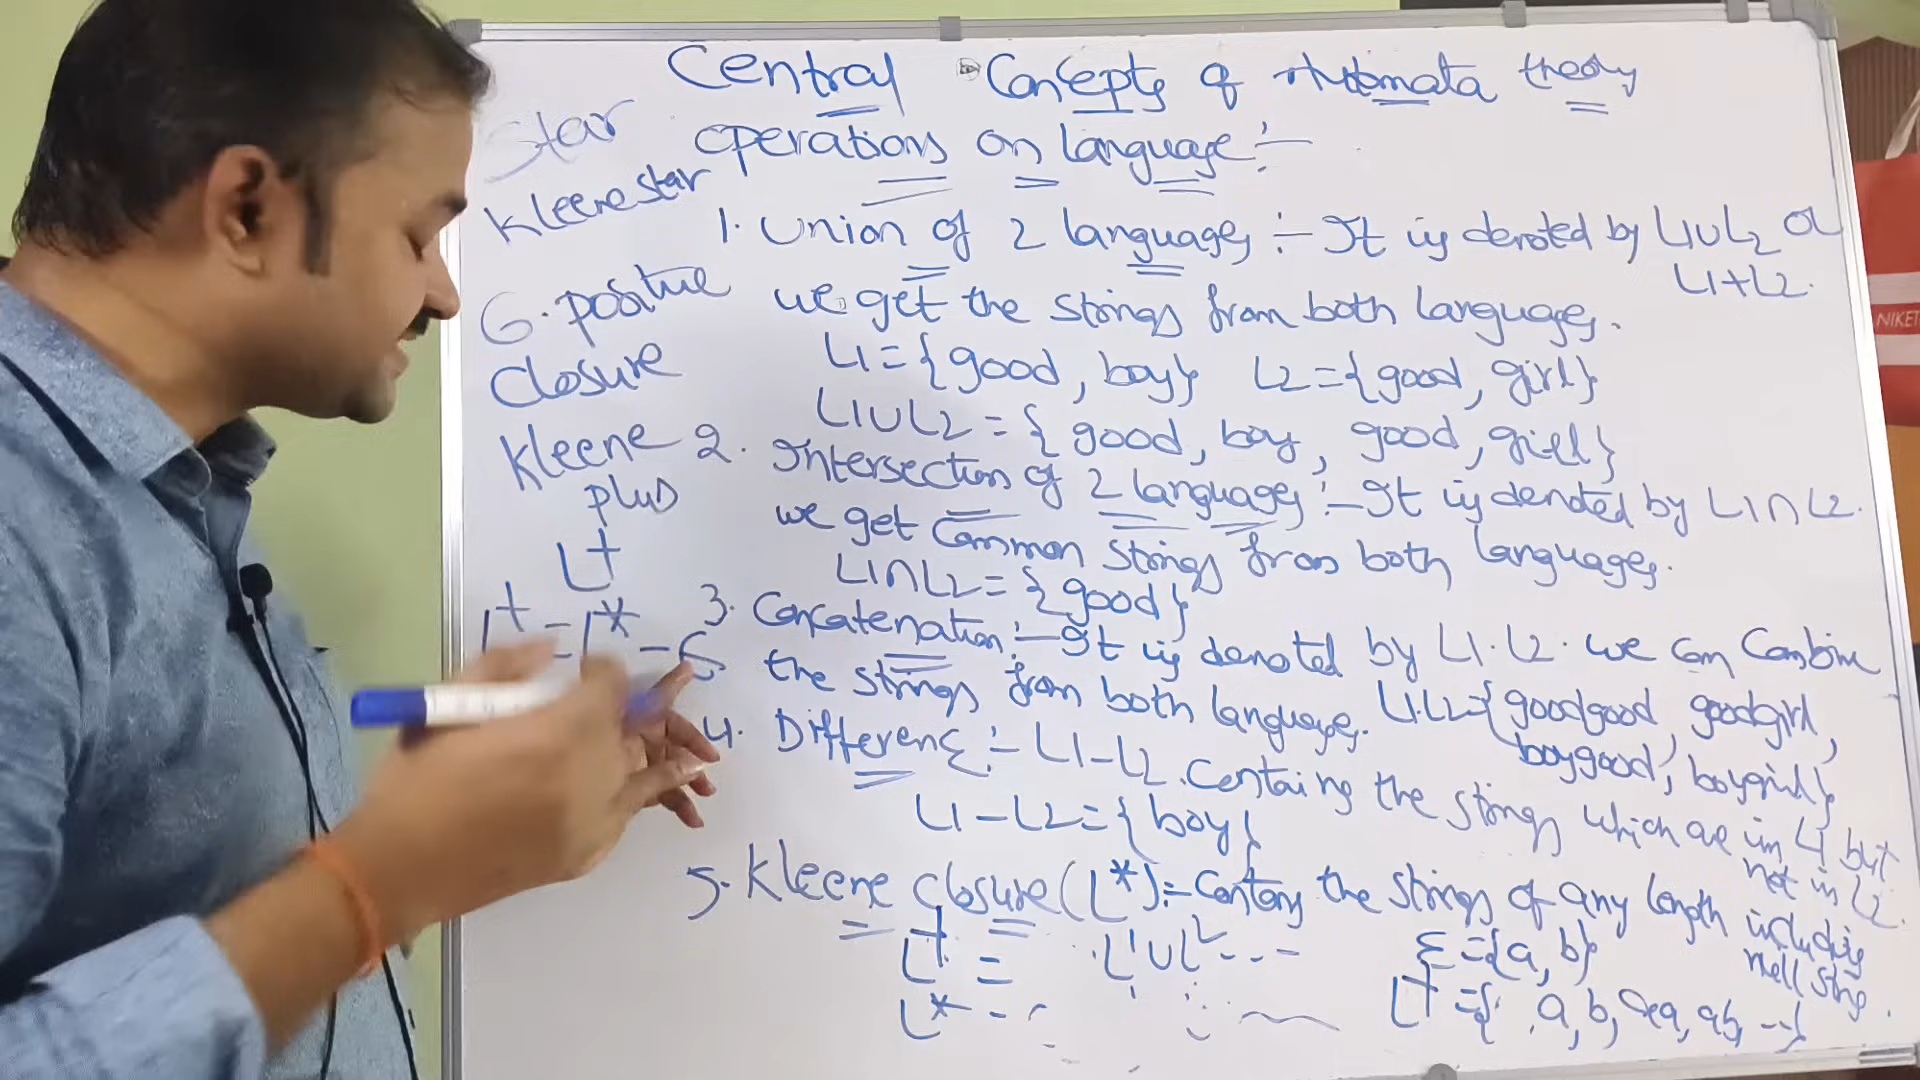 Central Concepts of Automata theory
Star
Operations on language :-
Kleene star
1. Union of 2 languages :- It is denoted by L1UL2 or
L1+L2.
6. positive
we get the strings from both languages.
closure
L1={good, boy} L2={good, girl}
L1UL2 = {good, boy, good, girl}
Kleene
plus
2. Intersection of 2 languages :- It is denoted by L1∩L2.
we get common strings from both languages.
L+
L1∩L2={good}
L+ = L* - ε
3. Concatenation :- It is denoted by L1.L2. we can combine
the strings from both languages. L1.L2={goodgood, goodgirl,
boygood, boygirl}
4. Difference :- L1-L2. Contains the strings which are in L1 but
not in L2.
L1-L2={boy}
5. Kleene closure (L*) :- Contains the strings of any length including
null string.
L+ = L1UL2---
Σ={a, b}
L+={ a, b, aa, ab, --}
L*
NIKET